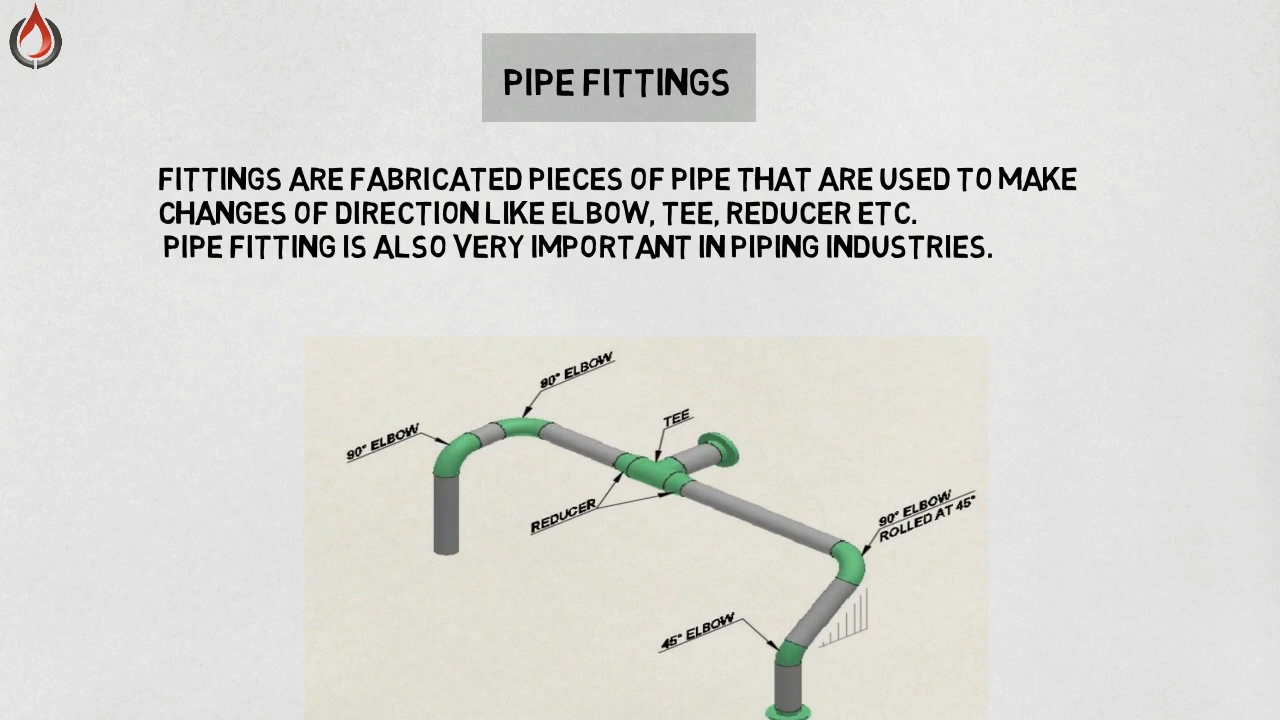 PIPE FITTINGS
FITTINGS ARE FABRICATED PIECES OF PIPE THAT ARE USED TO MAKE
CHANGES OF DIRECTION LIKE ELBOW, TEE, REDUCER ETC.
PIPE FITTING IS ALSO VERY IMPORTANT IN PIPING INDUSTRIES.
90° ELBOW
90° ELBOW
TEE
REDUCER
90° ELBOW
ROLLED AT 45°
45° ELBOW